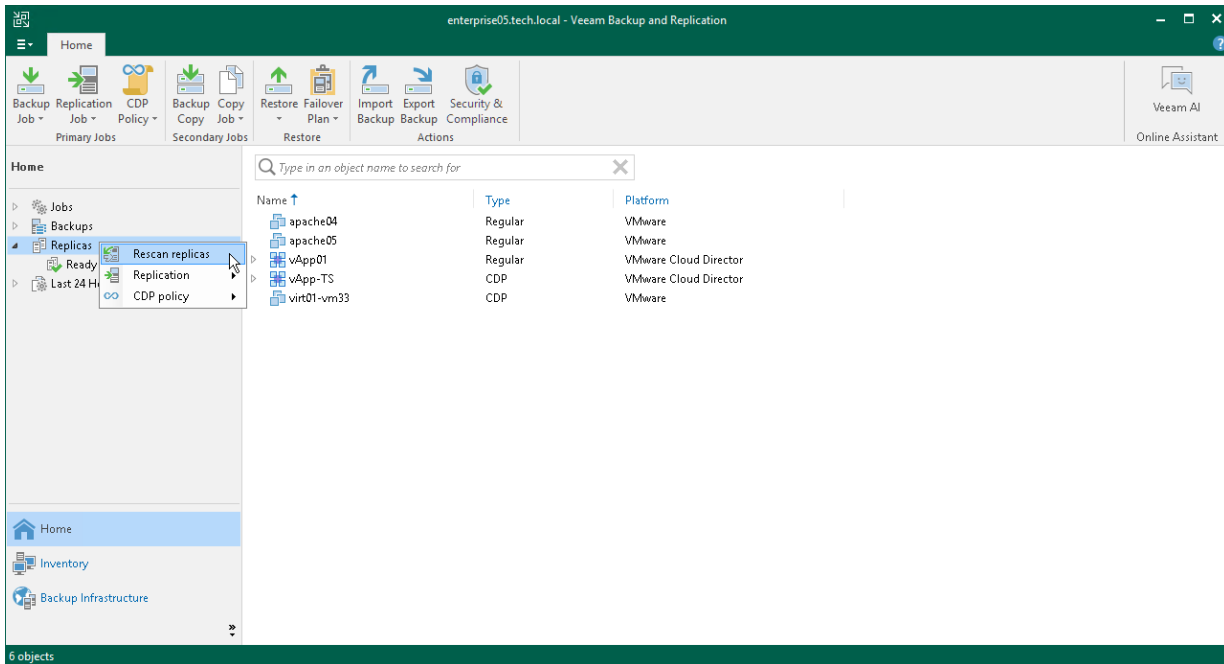 enterprise05.tech.local - Veeam Backup and Replication
Home
Backup Job
Replication Job
CDP Policy
Primary Jobs
Backup Copy
Copy Job
Secondary Jobs
Restore
Failover Plan
Restore
Import Backup
Export Backup
Security & Compliance
Actions
Veeam AI
Online Assistant
Home
Type in an object name to search for
Jobs
Backups
Replicas
Ready
Last 24 H
Rescan replicas
Replication
CDP policy
Name Type Platform
apache04 Regular VMware
apache05 Regular VMware
vApp01 Regular VMware Cloud Director
vApp-TS CDP VMware Cloud Director
virt01-vm33 CDP VMware
Home
Inventory
Backup Infrastructure
6 objects